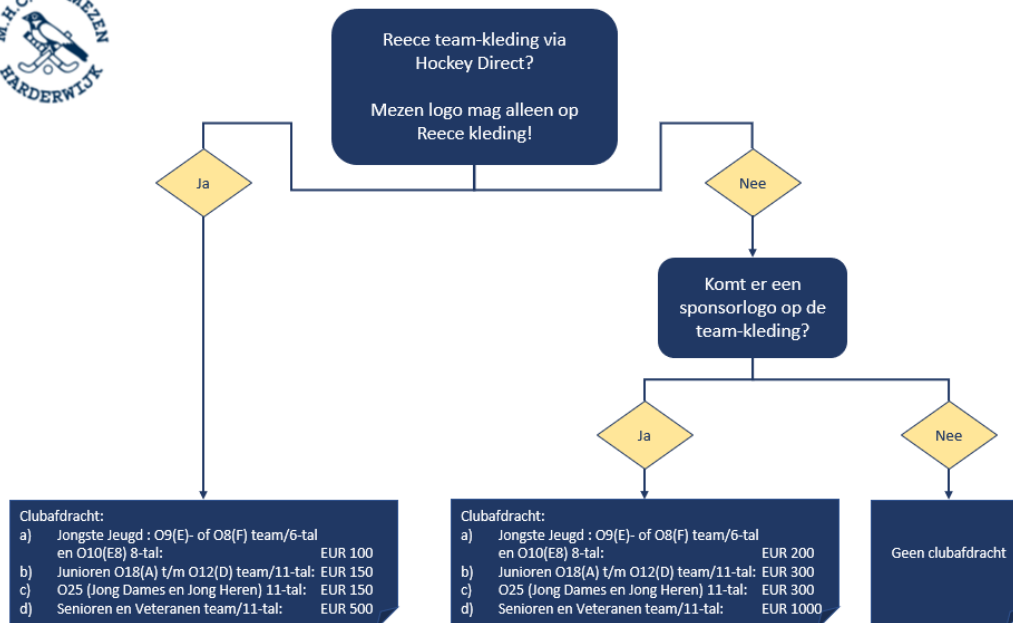 M.H.C. MEZEN
HARDERWIJK
Reece team-kleding via
Hockey Direct?
Mezen logo mag alleen op
Reece kleding!
Ja
Nee
Komt er een
sponsorlogo op de
team-kleding?
Ja
Nee
Clubafdracht:
a) Jongste Jeugd : O9(E)- of O8(F) team/6-tal
en O10(E8) 8-tal: EUR 100
b) Junioren O18(A) t/m O12(D) team/11-tal: EUR 150
c) O25 (Jong Dames en Jong Heren) 11-tal: EUR 150
d) Senioren en Veteranen team/11-tal: EUR 500
Clubafdracht:
a) Jongste Jeugd : O9(E)- of O8(F) team/6-tal
en O10(E8) 8-tal: EUR 200
b) Junioren O18(A) t/m O12(D) team/11-tal: EUR 300
c) O25 (Jong Dames en Jong Heren) 11-tal: EUR 300
d) Senioren en Veteranen team/11-tal: EUR 1000
Geen clubafdracht